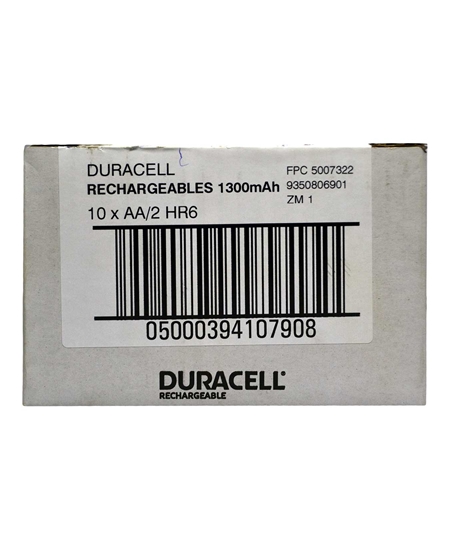 DURACELL
RECHARGEABLES 1300mAh
10 x AA/2 HR6
FPC 5007322
9350806901
ZM 1
05000394107908
DURACELL
RECHARGEABLE